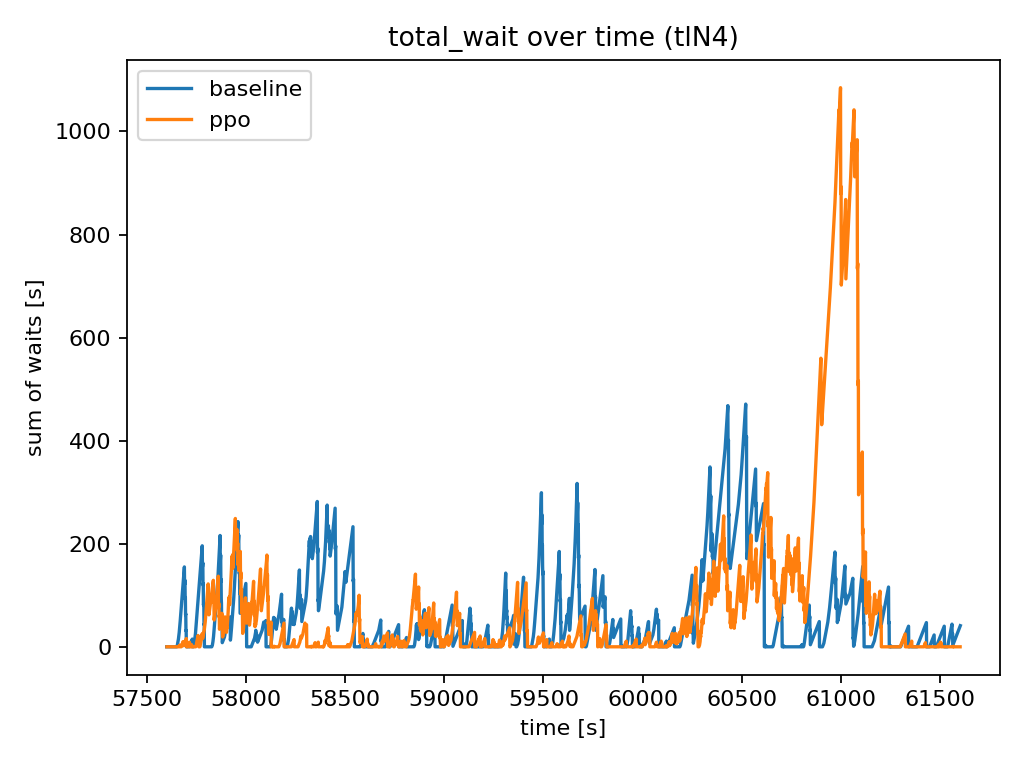 total_wait over time (tlN4)
baseline
ppo
sum of waits [s]
1000
800
600
400
200
0
57500 58000 58500 59000 59500 60000 60500 61000 61500
time [s]